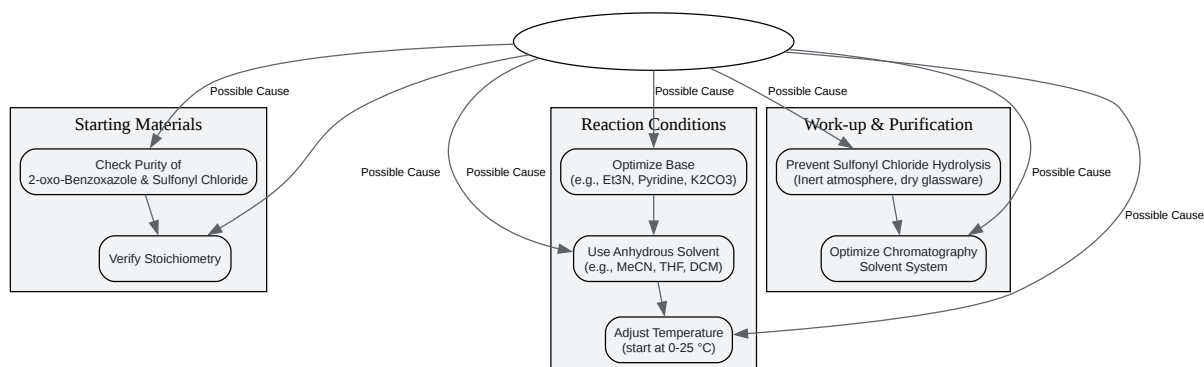 Possible Cause
Possible Cause
Possible Cause
Starting Materials
Reaction Conditions
Work-up & Purification
Check Purity of
2-oxo-Benzoxazole & Sulfonyl Chloride
Optimize Base
(e.g., Et3N, Pyridine, K2CO3)
Prevent Sulfonyl Chloride Hydrolysis
(Inert atmosphere, dry glassware)
Possible Cause
Possible Cause
Possible Cause
Verify Stoichiometry
Use Anhydrous Solvent
(e.g., MeCN, THF, DCM)
Optimize Chromatography
Solvent System
Adjust Temperature
(start at 0-25 °C)